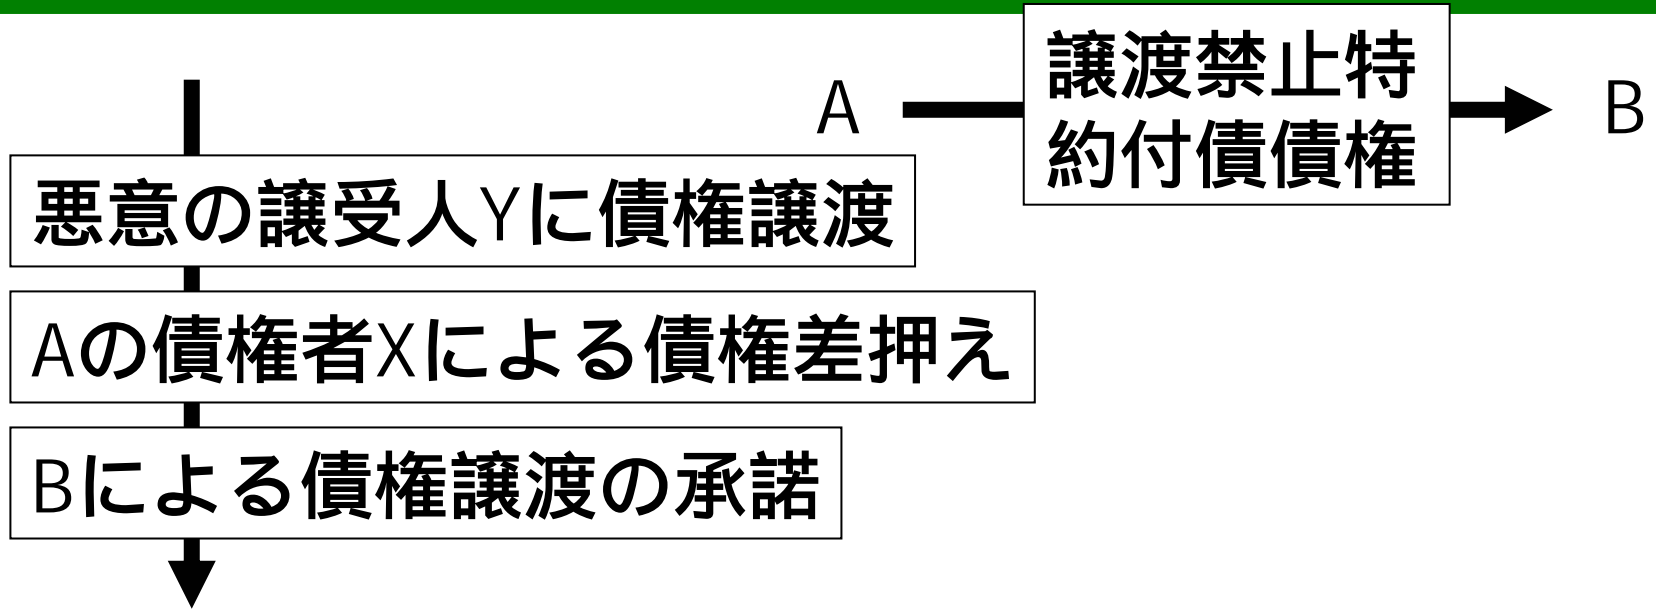 A
譲渡禁止特
約付債債権
B
悪意の譲受人Yに債権譲渡
Aの債権者Xによる債権差押え
Bによる債権譲渡の承諾